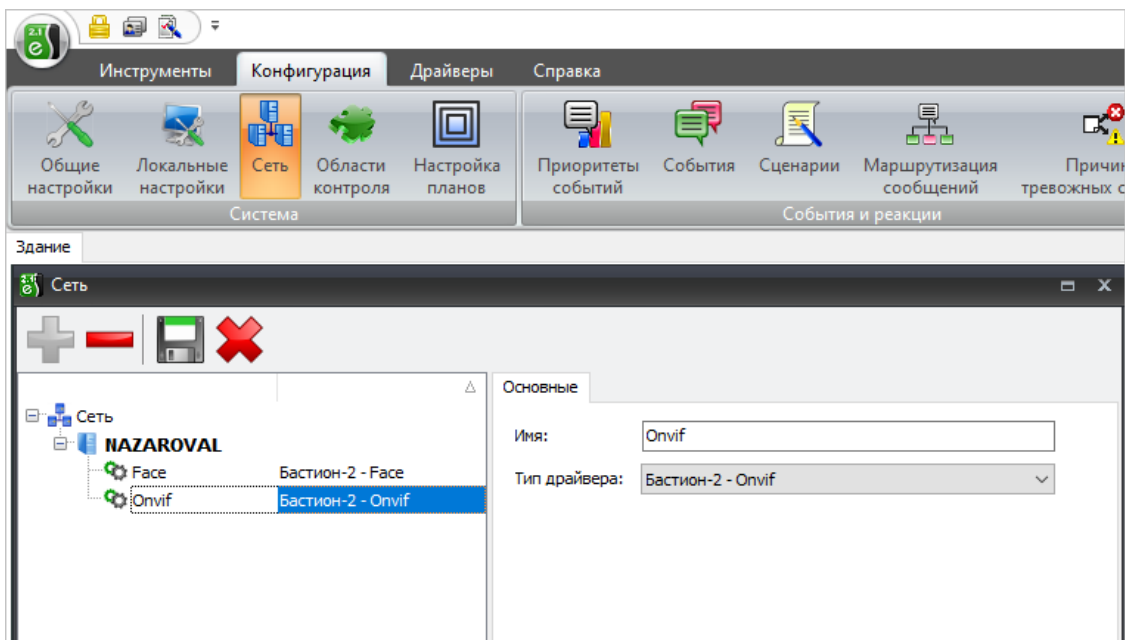 2.1
Инструменты Конфигурация Драйверы Справка
Общие настройки
Локальные настройки
Сеть
Области контроля
Настройка планов
Приоритеты событий
События
Сценарии
Маршрутизация сообщений
Система
События и реакции
Здание
2.1 Сеть
Основные
Сеть
NAZAROVAL
Face Бастион-2 - Face
Onvif Бастион-2 - Onvif
Имя: Onvif
Тип драйвера: Бастион-2 - Onvif